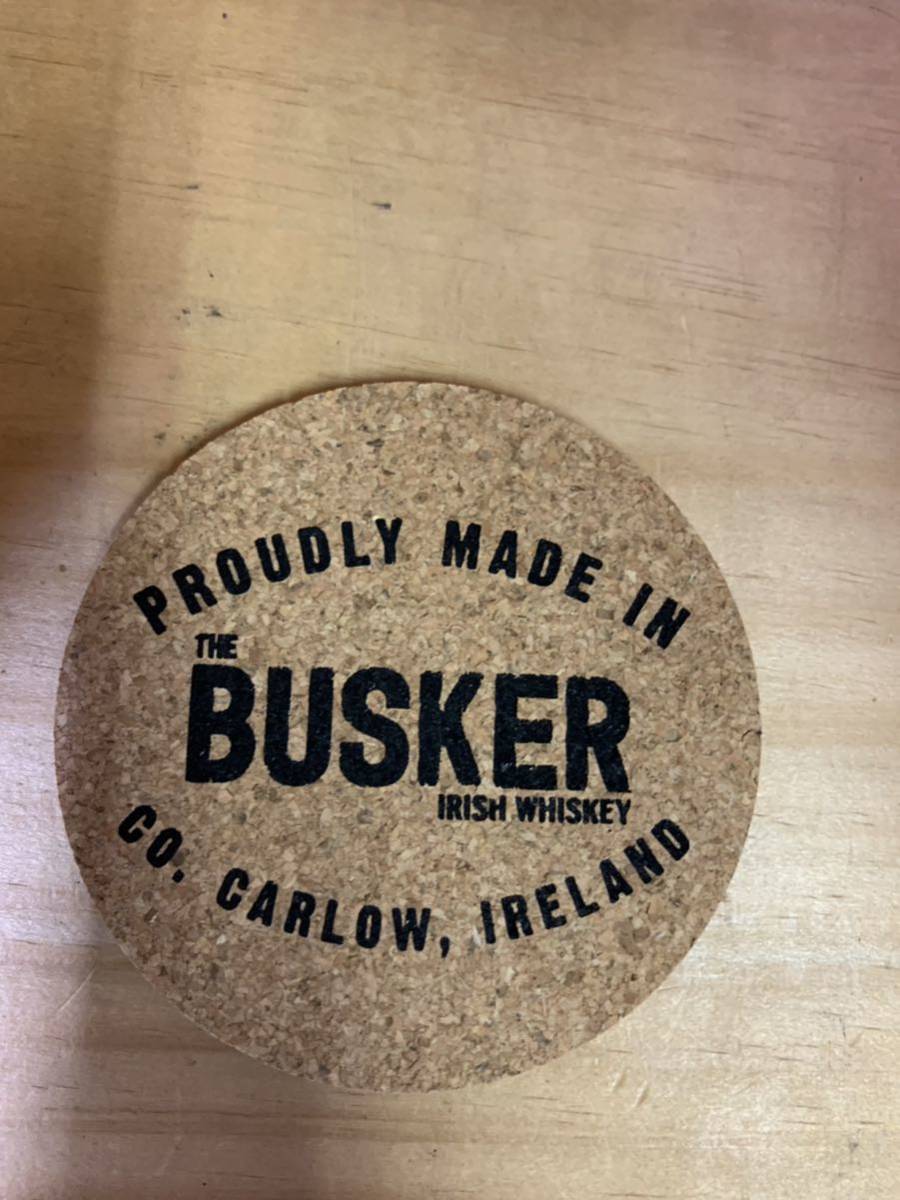 PROUDLY MADE IN
THE
BUSKER
IRISH WHISKEY
CO. CARLOW, IRELAND